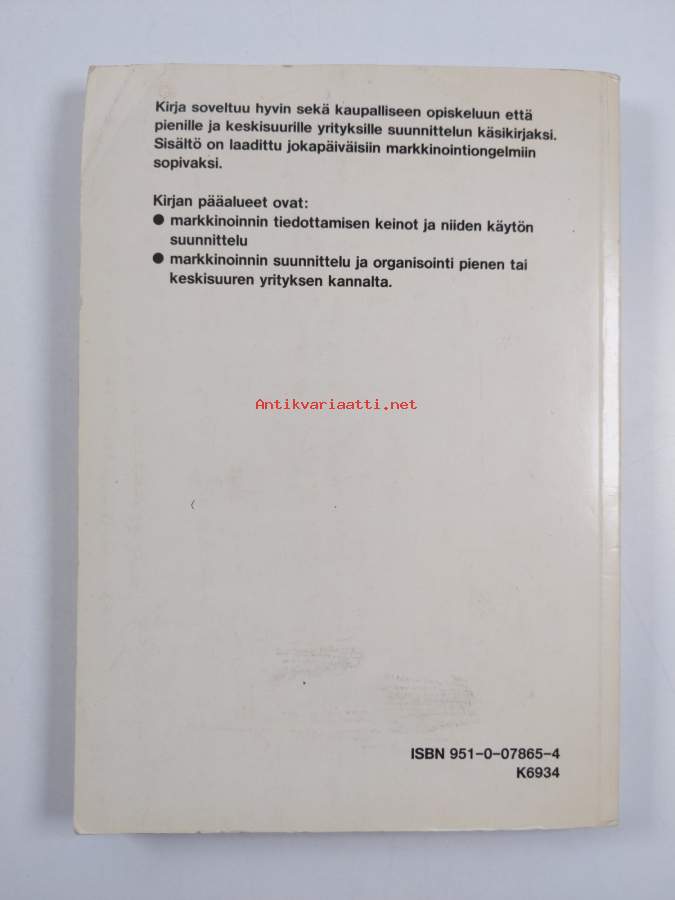 Kirja soveltuu hyvin sekä kaupalliseen opiskeluun että
pienille ja keskisuurille yrityksille suunnittelun käsikirjaksi.
Sisältö on laadittu jokapäiväisiin markkinointiongelmiin
sopivaksi.
Kirjan pääalueet ovat:
● markkinoinnin tiedottamisen keinot ja niiden käytön
suunnittelu
● markkinoinnin suunnittelu ja organisointi pienen tai
keskisuuren yrityksen kannalta.
Antikvariaatti.net
ISBN 951-0-07865-4
K6934